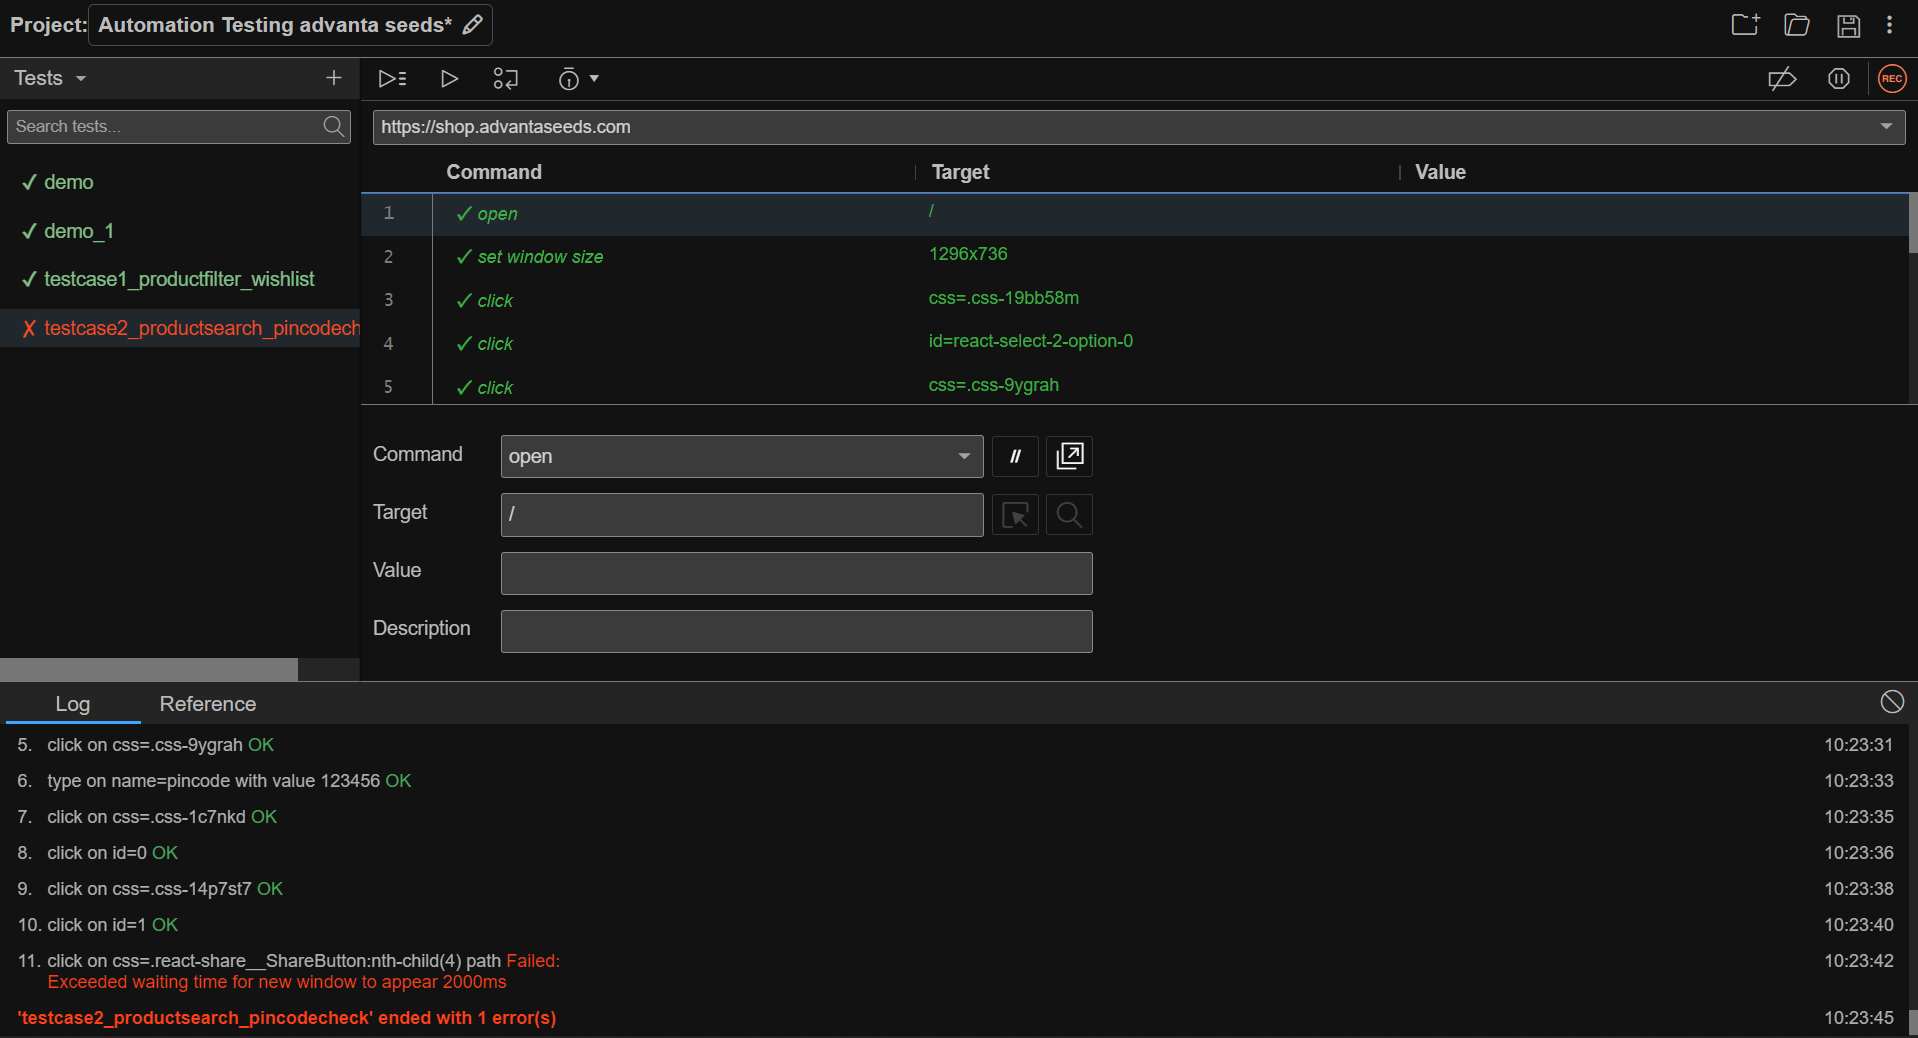 Project: Automation Testing advanta seeds*
Tests
REC
Search tests...
https://shop.advantaseeds.com
✓ demo
✓ demo_1
✓ testcase1_productfilter_wishlist
✗ testcase2_productsearch_pincodech
Command Target Value
1 ✓ open /
2 ✓ set window size 1296x736
3 ✓ click css=.css-19bb58m
4 ✓ click id=react-select-2-option-0
5 ✓ click css=.css-9ygrah
Command open //
Target /
Value
Description
Log Reference
5. click on css=.css-9ygrah OK 10:23:31
6. type on name=pincode with value 123456 OK 10:23:33
7. click on css=.css-1c7nkd OK 10:23:35
8. click on id=0 OK 10:23:36
9. click on css=.css-14p7st7 OK 10:23:38
10. click on id=1 OK 10:23:40
11. click on css=.react-share__ShareButton:nth-child(4) path Failed: 10:23:42
Exceeded waiting time for new window to appear 2000ms
'testcase2_productsearch_pincodecheck' ended with 1 error(s) 10:23:45